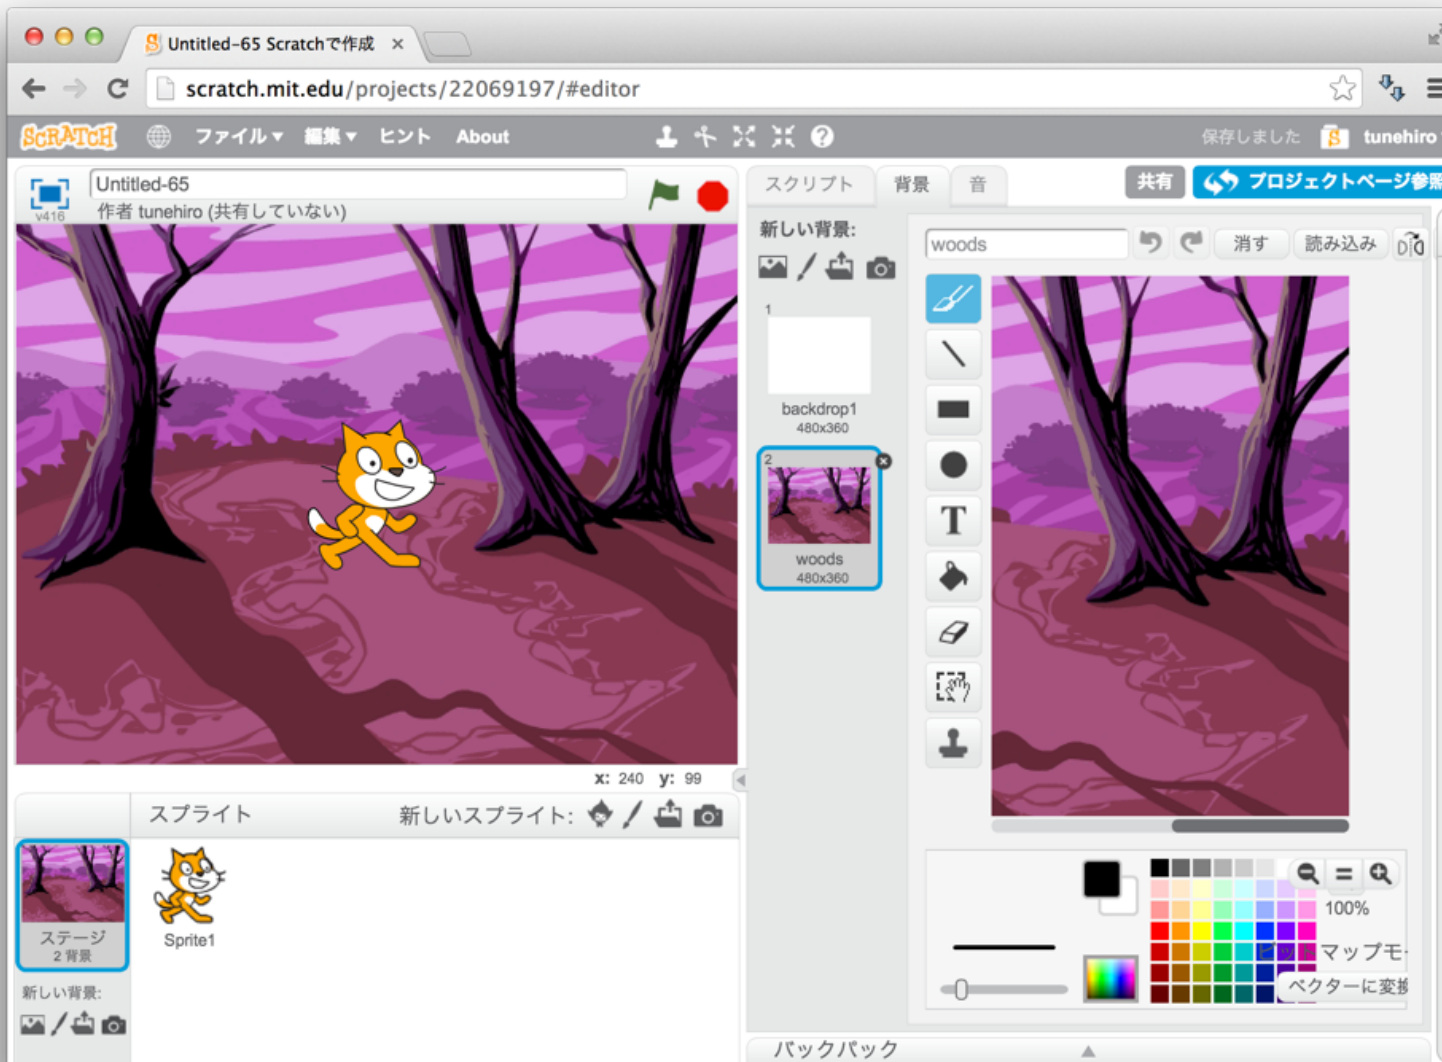 Untitled-65 Scratchで作成
scratch.mit.edu/projects/22069197/#editor
SCRATCH ファイル 編集 ヒント About 保存しました tunehiro
v416 Untitled-65
作者 tunehiro (共有していない)
スクリプト 背景 音 共有 プロジェクトページ参照
新しい背景:
woods 消す 読み込み
1
backdrop1
480x360
2
woods
480x360
T
x: 240 y: 99
スプライト 新しいスプライト:
ステージ
2 背景
Sprite1
新しい背景:
100%
ビットマップモー
ベクターに変換
バックパック